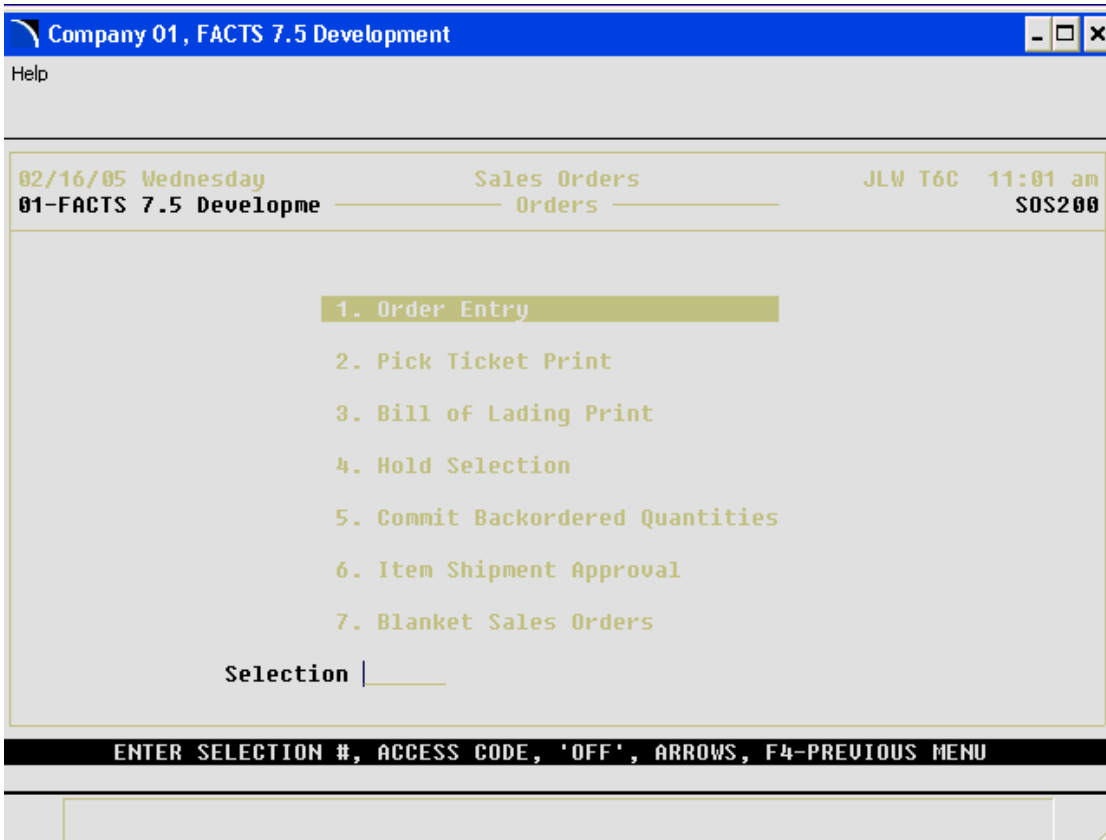 Company 01, FACTS 7.5 Development
Help
02/16/05 Wednesday Sales Orders JLW T6C 11:01 am
01-FACTS 7.5 Developme Orders SOS200
1. Order Entry
2. Pick Ticket Print
3. Bill of Lading Print
4. Hold Selection
5. Commit Backordered Quantities
6. Item Shipment Approval
7. Blanket Sales Orders
Selection
ENTER SELECTION #, ACCESS CODE, 'OFF', ARROWS, F4-PREVIOUS MENU